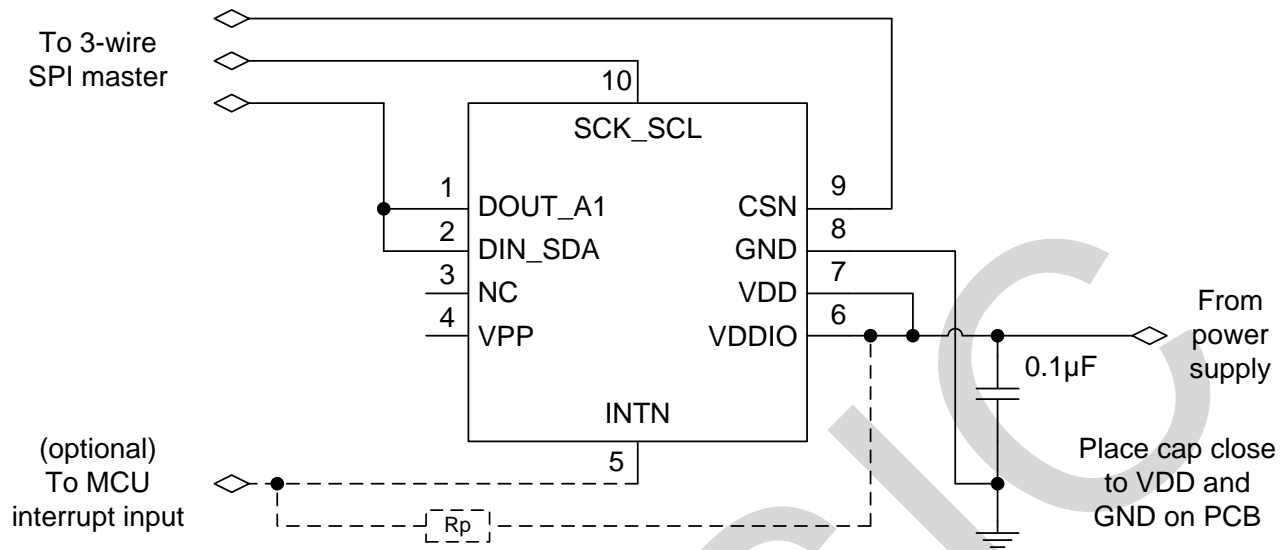 To 3-wire
SPI master
10
SCK_SCL
1
DOUT_A1
2
DIN_SDA
3
NC
4
VPP
9
CSN
8
GND
7
VDD
6
VDDIO
INTN
5
From
power
supply
0.1µF
Place cap close
to VDD and
GND on PCB
(optional)
To MCU
interrupt input
Rp